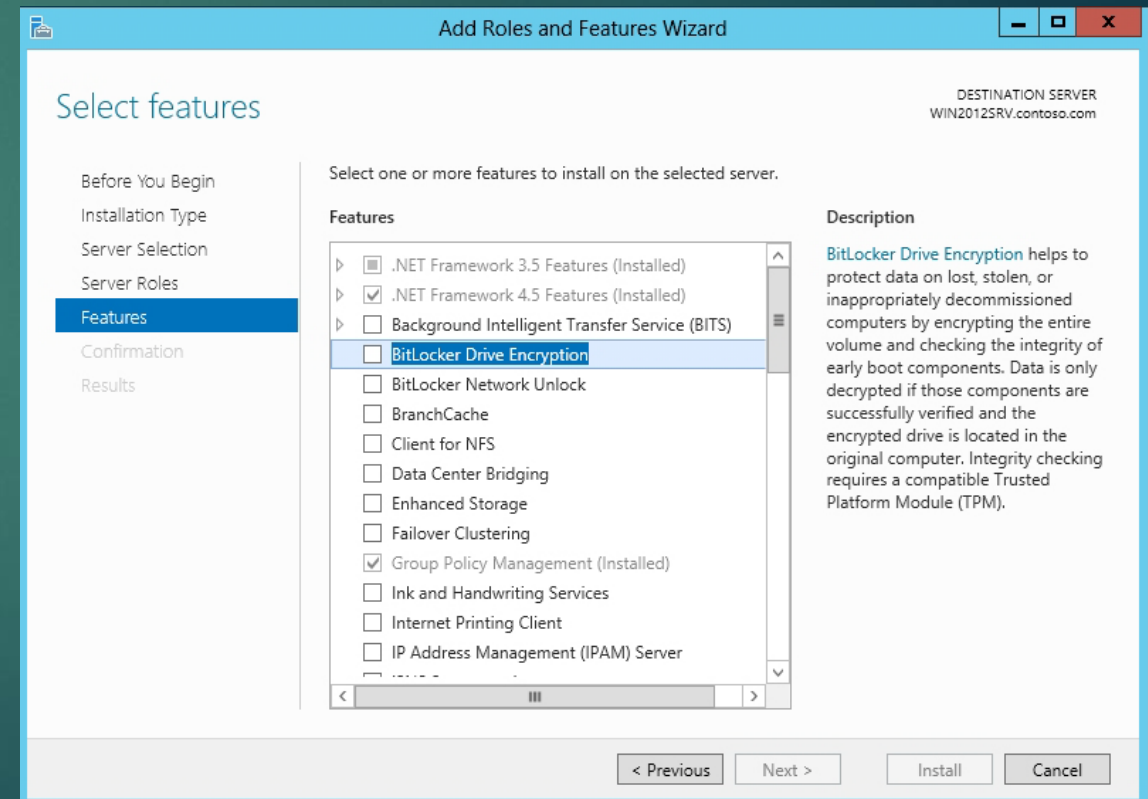 Add Roles and Features Wizard
Select features
DESTINATION SERVER
WIN2012SRV.contoso.com
Before You Begin
Installation Type
Server Selection
Server Roles
Features
Confirmation
Results
Select one or more features to install on the selected server.
Features
.NET Framework 3.5 Features (Installed)
.NET Framework 4.5 Features (Installed)
Background Intelligent Transfer Service (BITS)
BitLocker Drive Encryption
BitLocker Network Unlock
BranchCache
Client for NFS
Data Center Bridging
Enhanced Storage
Failover Clustering
Group Policy Management (Installed)
Ink and Handwriting Services
Internet Printing Client
IP Address Management (IPAM) Server
Description
BitLocker Drive Encryption helps to
protect data on lost, stolen, or
inappropriately decommissioned
computers by encrypting the entire
volume and checking the integrity of
early boot components. Data is only
decrypted if those components are
successfully verified and the
encrypted drive is located in the
original computer. Integrity checking
requires a compatible Trusted
Platform Module (TPM).
< Previous
Next >
Install
Cancel